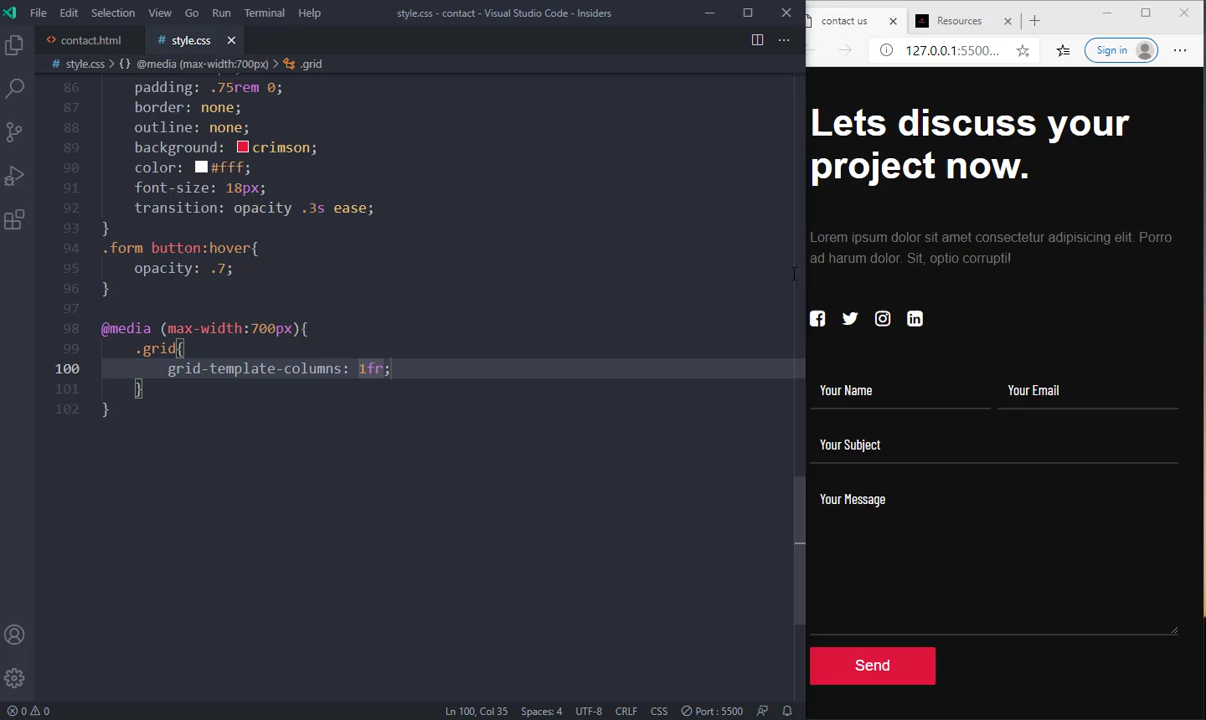 File Edit Selection View Go Run Terminal Help
style.css - contact - Visual Studio Code - Insiders
contact.html
style.css
style.css
@media (max-width:700px)
.grid
86 padding: .75rem 0;
87 border: none;
88 outline: none;
89 background: crimson;
90 color: #fff;
91 font-size: 18px;
92 transition: opacity .3s ease;
93 }
94 .form button:hover{
95 opacity: .7;
96 }
97
98 @media (max-width:700px){
99 .grid{
100 grid-template-columns: 1fr;
101 }
102 }
0 0
Ln 100, Col 35 Spaces: 4 UTF-8 CRLF CSS Port : 5500
contact us
Resources
127.0.0.1:5500...
Sign in
Lets discuss your
project now.
Lorem ipsum dolor sit amet consectetur adipisicing elit. Porro
ad harum dolor. Sit, optio corrupti!
Your Name
Your Email
Your Subject
Your Message
Send